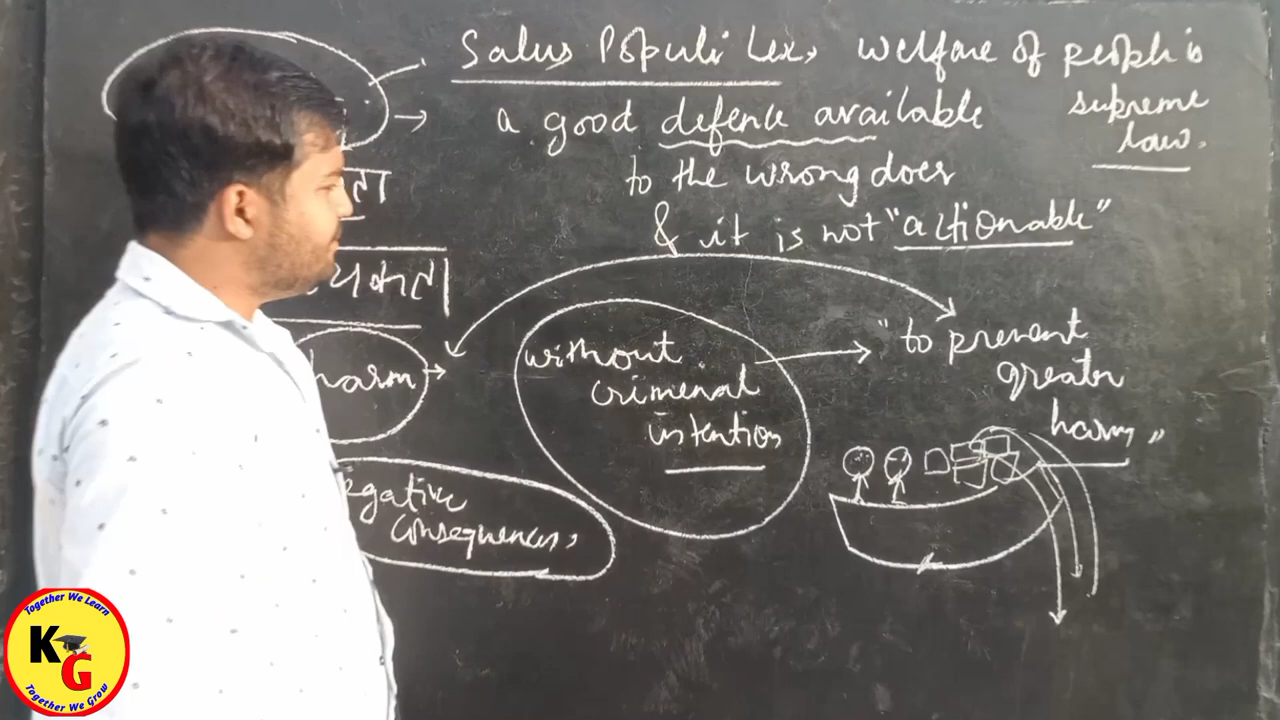 Salus Populi Lex, welfare of people is
supreme
law.
a good defence available
to the wrongdoer
& it is not "actionable"
harm
without
criminal
intention
"to prevent
greater
harm"
consequences,
Together We Learn
KG
Together We Grow